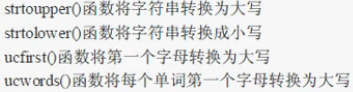 strtoupper()函数将字符串转换为大写
strtolower()函数将字符串转换成小写
ucfirst()函数将第一个字母转换为大写
ucwords()函数将每个单词第一个字母转换为大写